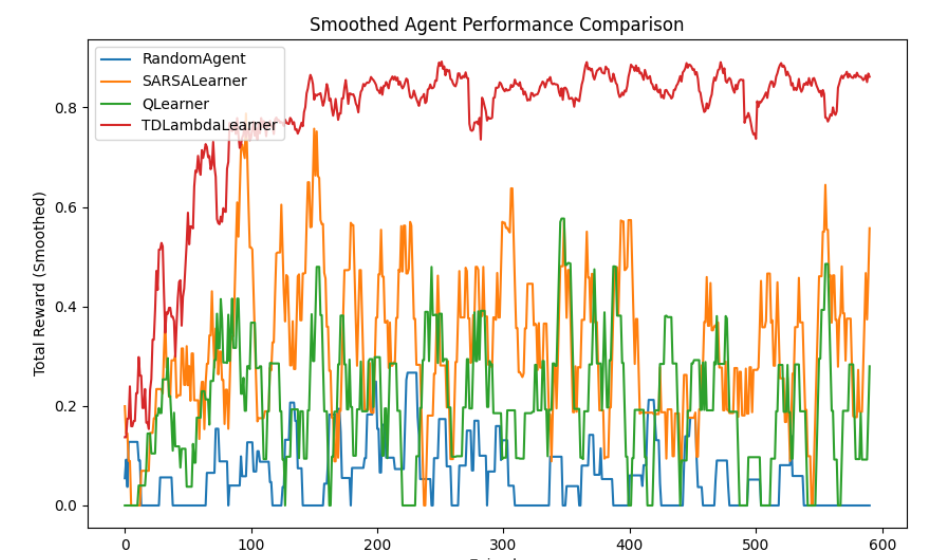 Smoothed Agent Performance Comparison
RandomAgent
SARSALearner
QLearner
TDLambdaLearner
Total Reward (Smoothed)
0.8
0.6
0.4
0.2
0.0
0 100 200 300 400 500 600